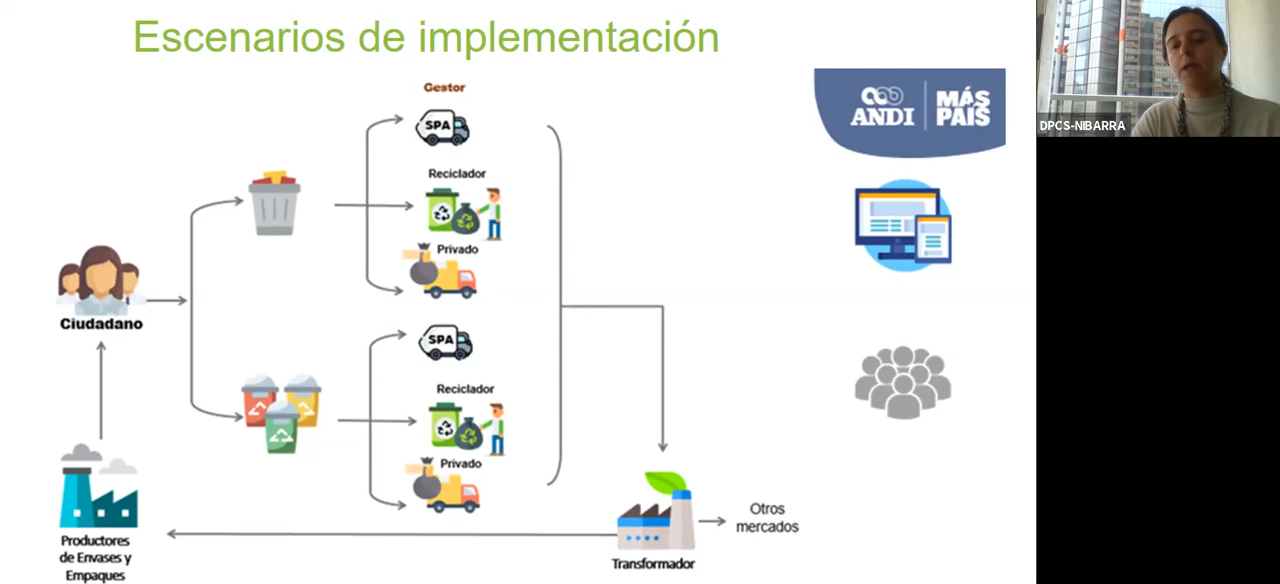 Escenarios de implementación
Gestor
SPA
Reciclador
Privado
Ciudadano
SPA
Reciclador
Privado
Productores
de Envases y
Empaques
Transformador
Otros
mercados
ANDI
MÁS
PAÍS
DPCS-NIBARRA